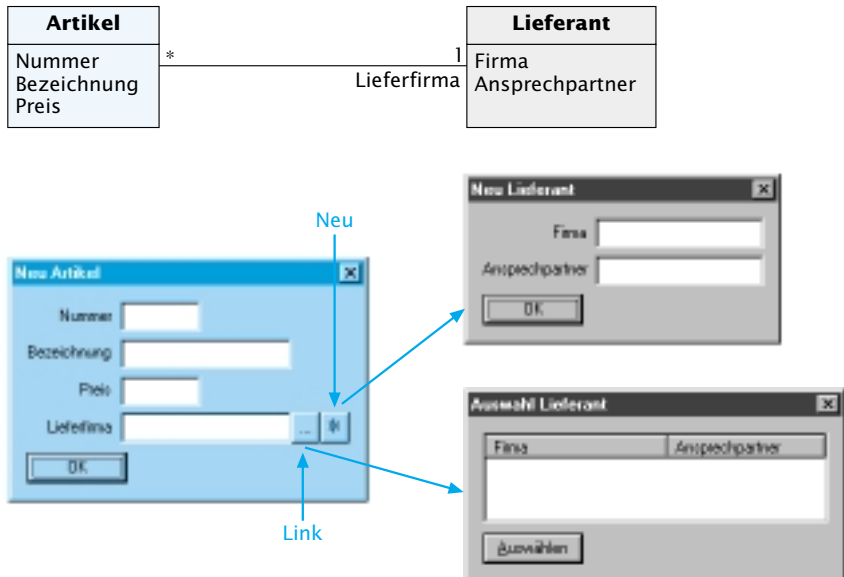 Artikel
Nummer
Bezeichnung
Preis
*
1
Lieferfirma
Lieferant
Firma
Ansprechpartner
Neu
Neu Artikel
Nummer
Bezeichnung
Preis
Lieferfirma
...
OK
Link
Neu Lieferant
Firma
Ansprechpartner
OK
Auswahl Lieferant
Firma
Ansprechpartner
Auswählen